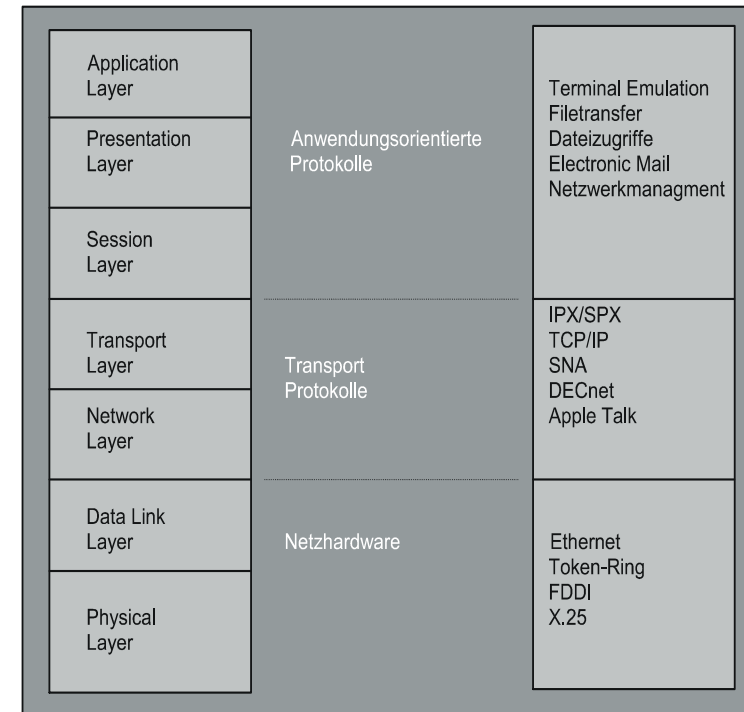 Application
Layer
Presentation
Layer
Session
Layer
Transport
Layer
Network
Layer
Data Link
Layer
Physical
Layer
Anwendungsorientierte
Protokolle
Transport
Protokolle
Netzhardware
Terminal Emulation
Filetransfer
Dateizugriffe
Electronic Mail
Netzwerkmanagment
IPX/SPX
TCP/IP
SNA
DECnet
Apple Talk
Ethernet
Token-Ring
FDDI
X.25